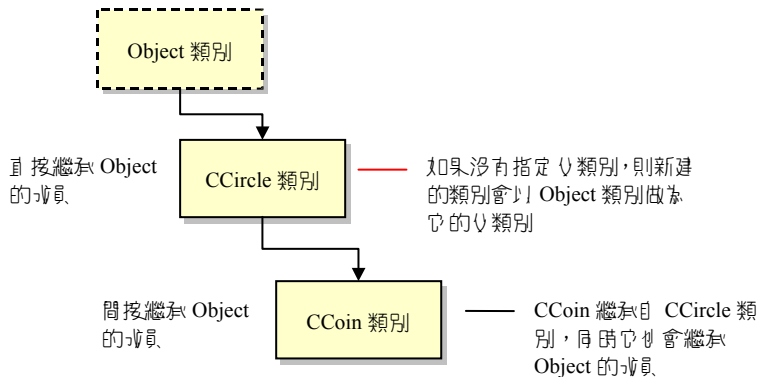 Object 類別
直接繼承 Object
的成員
CCircle 類別
如果沒有指定父類別,則新建
的類別會以 Object 類別做為
它的父類別
間接繼承 Object
的成員
CCoin 類別
CCoin 繼承自 CCircle 類
別,同時它也會繼承
Object 的成員